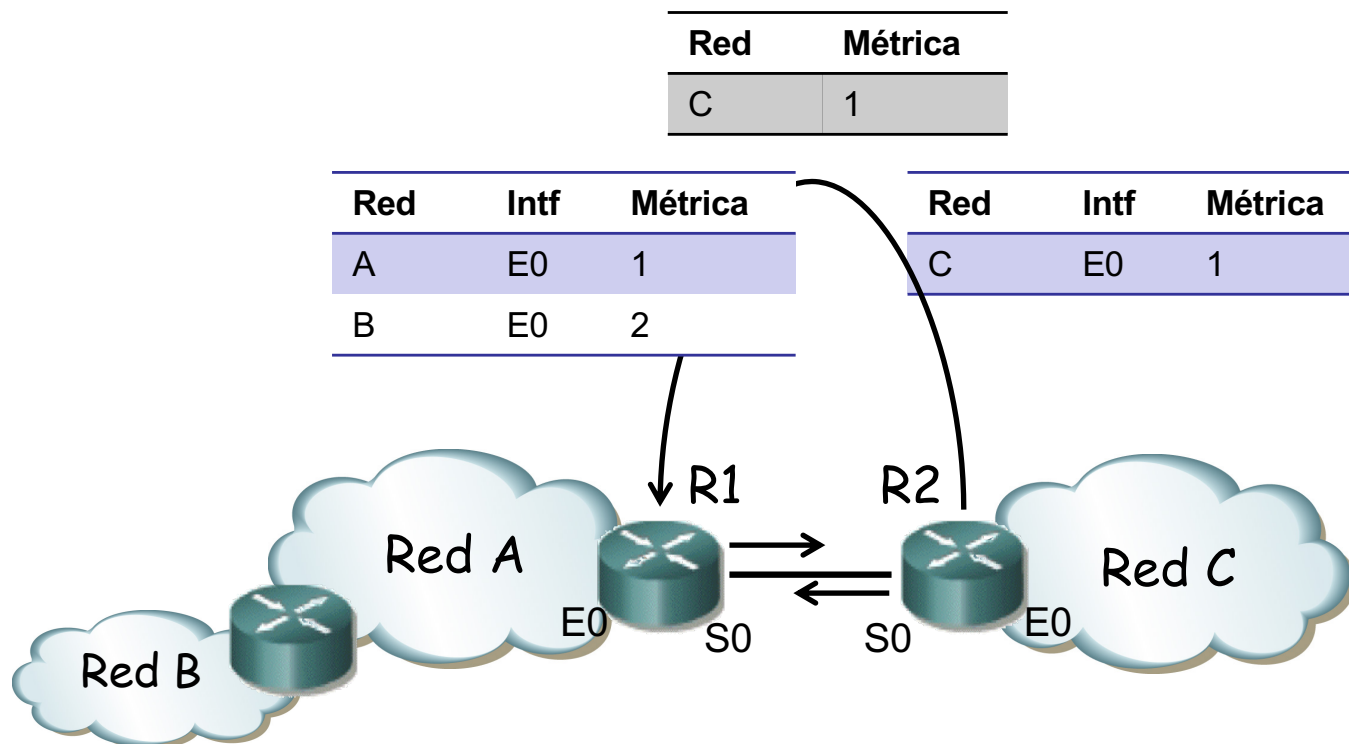 Red Métrica
C 1
Red Intf Métrica
A E0 1
B E0 2
Red Intf Métrica
C E0 1
R1
R2
Red A
Red C
E0
S0
S0
E0
Red B